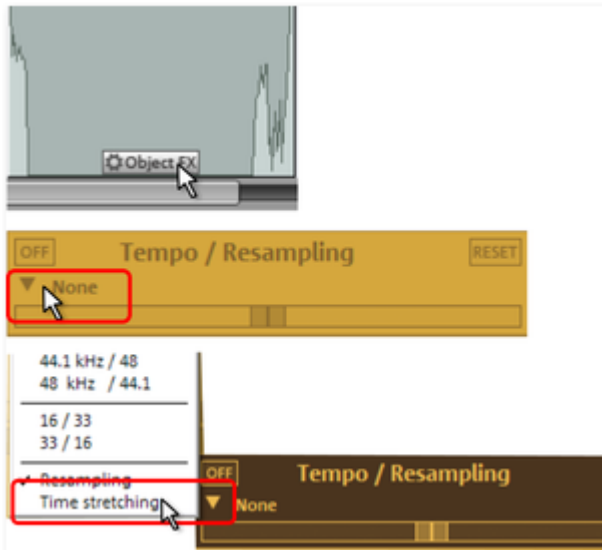 Object FX
OFF Tempo / Resampling RESET
None
44.1 kHz / 48
48 kHz / 44.1
16 / 33
33 / 16
Resampling
Time stretching
OFF Tempo / Resampling
None